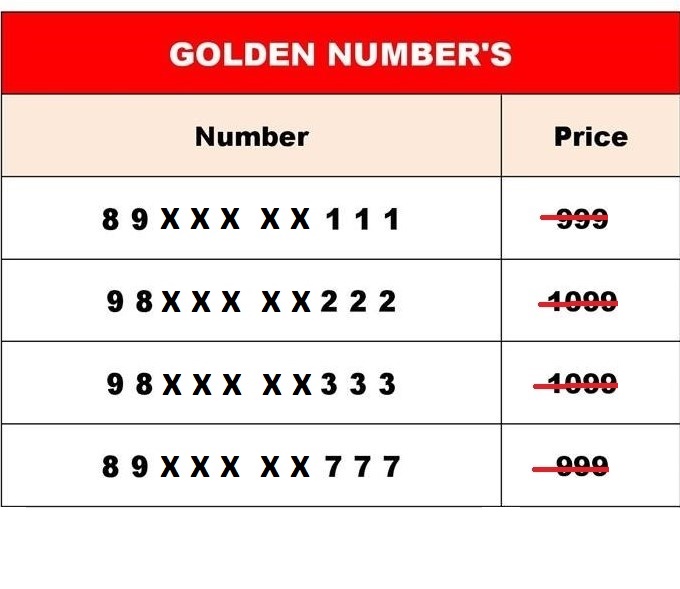 GOLDEN NUMBER'S
Number Price
8 9 X X X X X 1 1 1 999
9 8 X X X X X 2 2 2 1099
9 8 X X X X X 3 3 3 1099
8 9 X X X X X 7 7 7 999